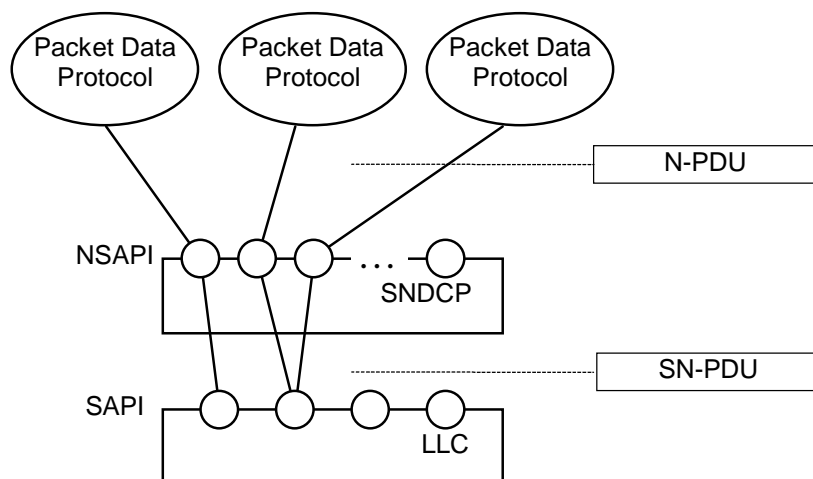 Packet Data
Protocol
Packet Data
Protocol
Packet Data
Protocol
N-PDU
NSAPI
. . .
SNDCP
SN-PDU
SAPI
LLC